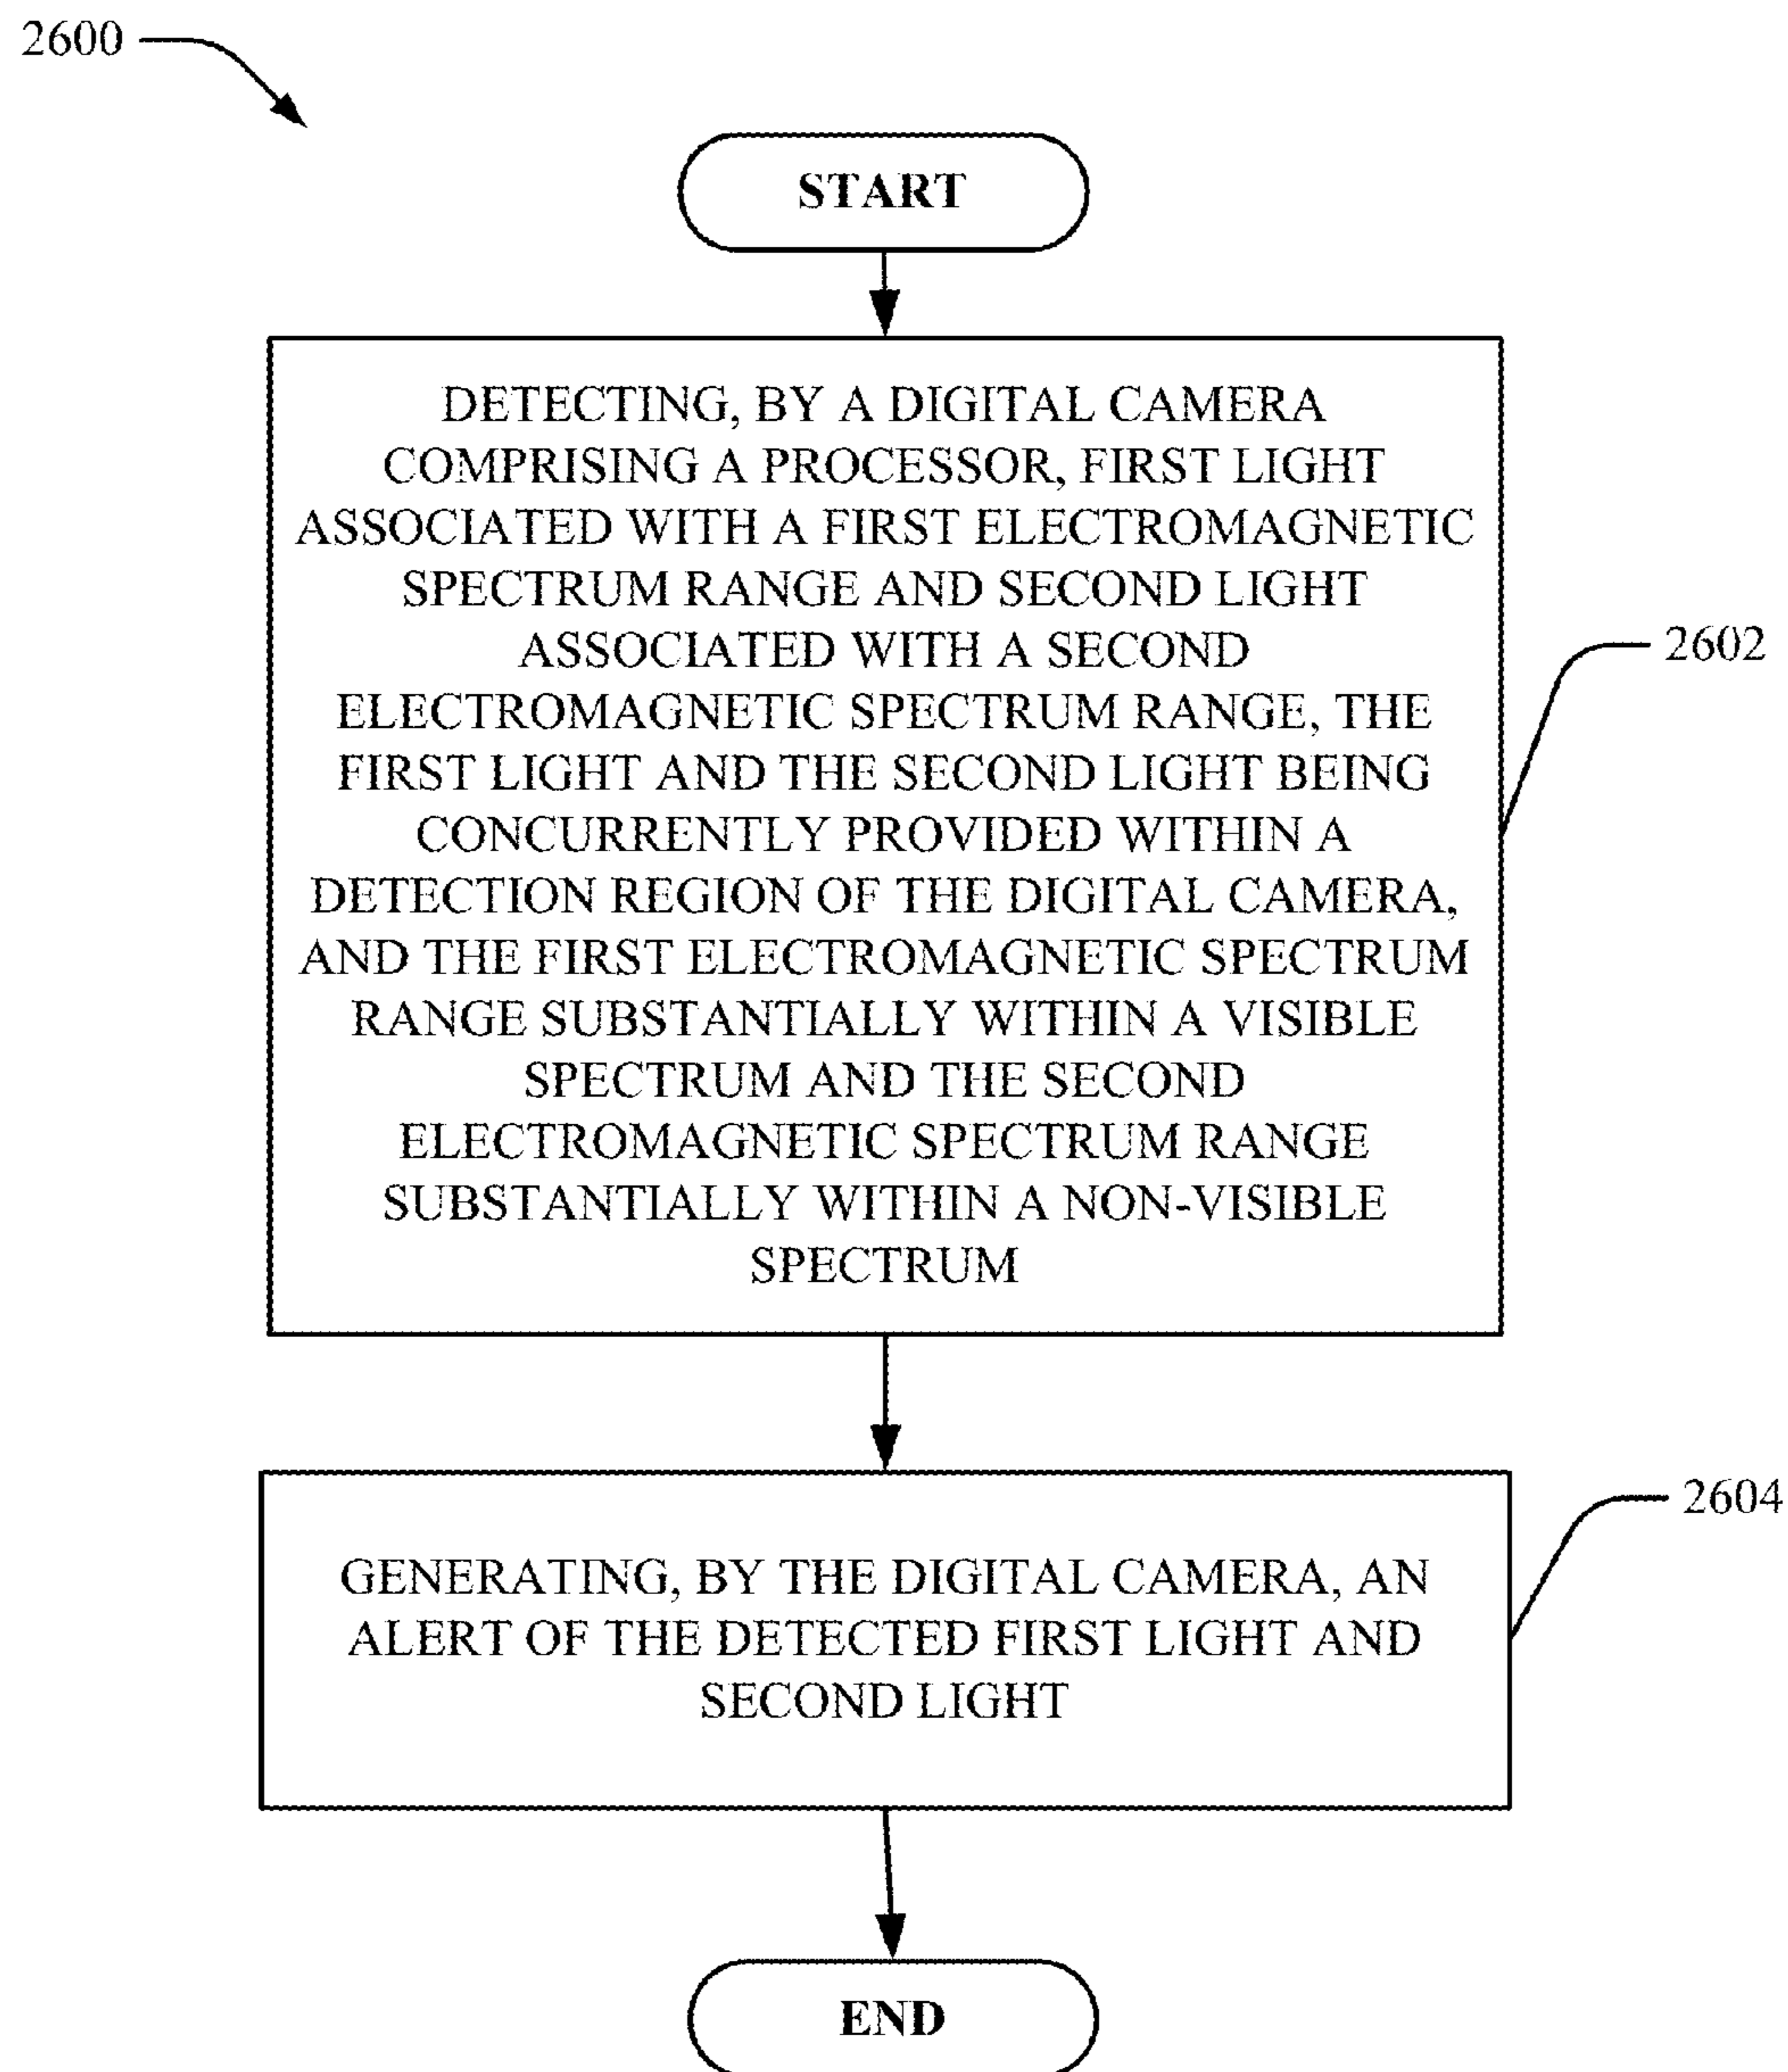 2600
START
DETECTING, BY A DIGITAL CAMERA
COMPRISING A PROCESSOR, FIRST LIGHT
ASSOCIATED WITH A FIRST ELECTROMAGNETIC
SPECTRUM RANGE AND SECOND LIGHT
ASSOCIATED WITH A SECOND
ELECTROMAGNETIC SPECTRUM RANGE, THE
FIRST LIGHT AND THE SECOND LIGHT BEING
CONCURRENTLY PROVIDED WITHIN A
DETECTION REGION OF THE DIGITAL CAMERA,
AND THE FIRST ELECTROMAGNETIC SPECTRUM
RANGE SUBSTANTIALLY WITHIN A VISIBLE
SPECTRUM AND THE SECOND
ELECTROMAGNETIC SPECTRUM RANGE
SUBSTANTIALLY WITHIN A NON-VISIBLE
SPECTRUM
2602
GENERATING, BY THE DIGITAL CAMERA, AN
ALERT OF THE DETECTED FIRST LIGHT AND
SECOND LIGHT
2604
END